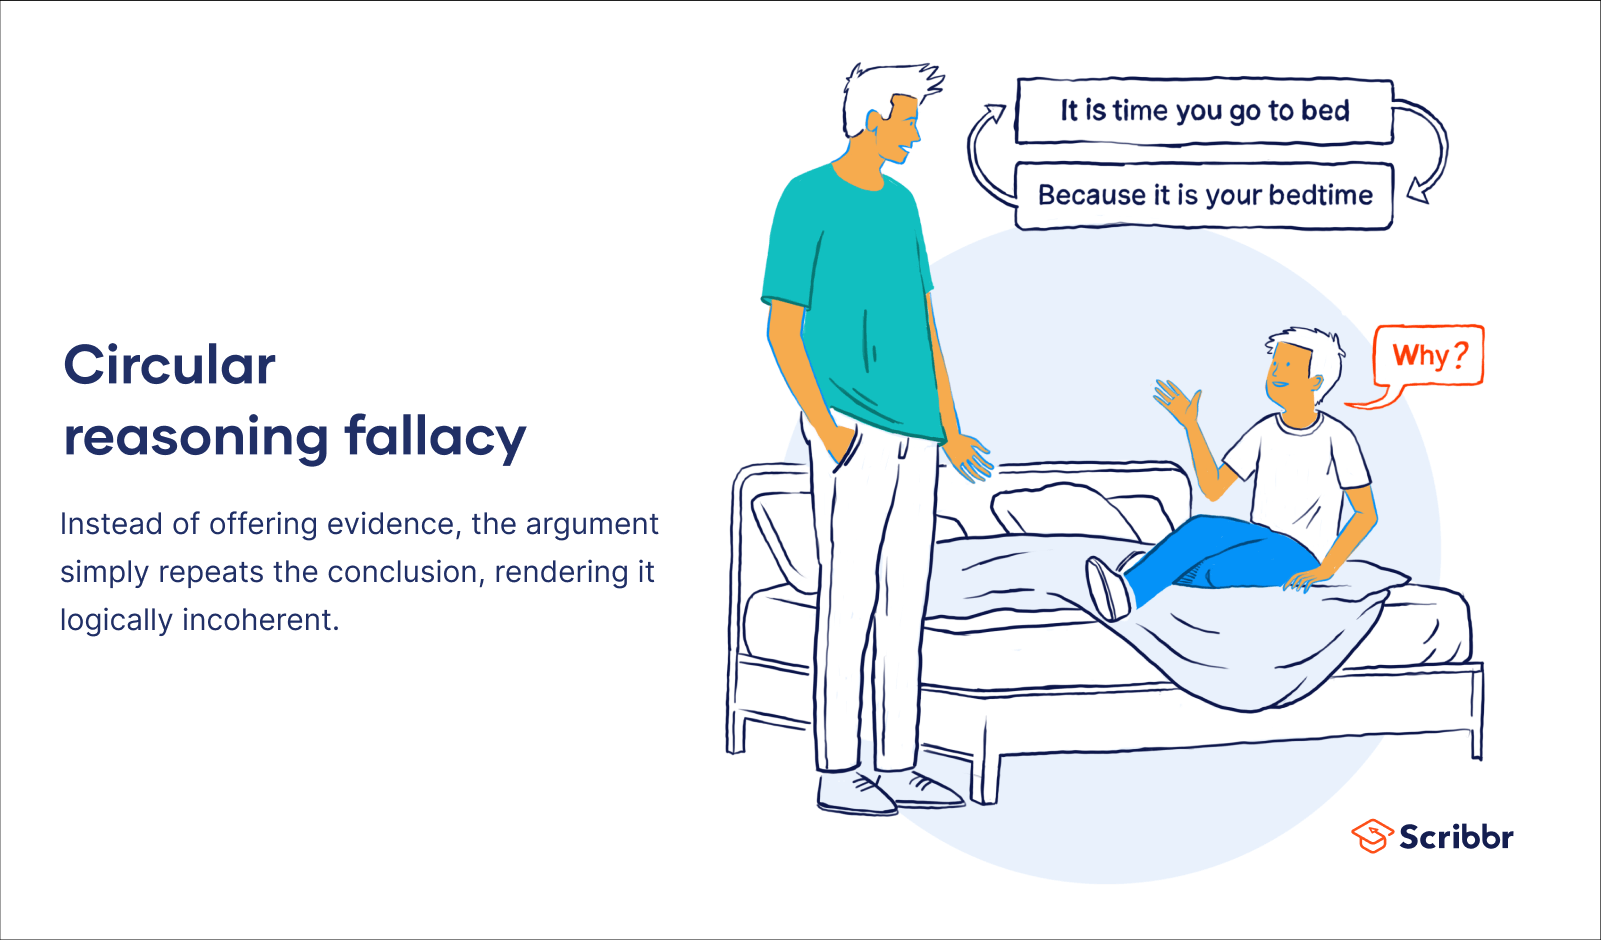 Circular
reasoning fallacy
Instead of offering evidence, the argument
simply repeats the conclusion, rendering it
logically incoherent.
It is time you go to bed
Because it is your bedtime
Why?
Scribbr